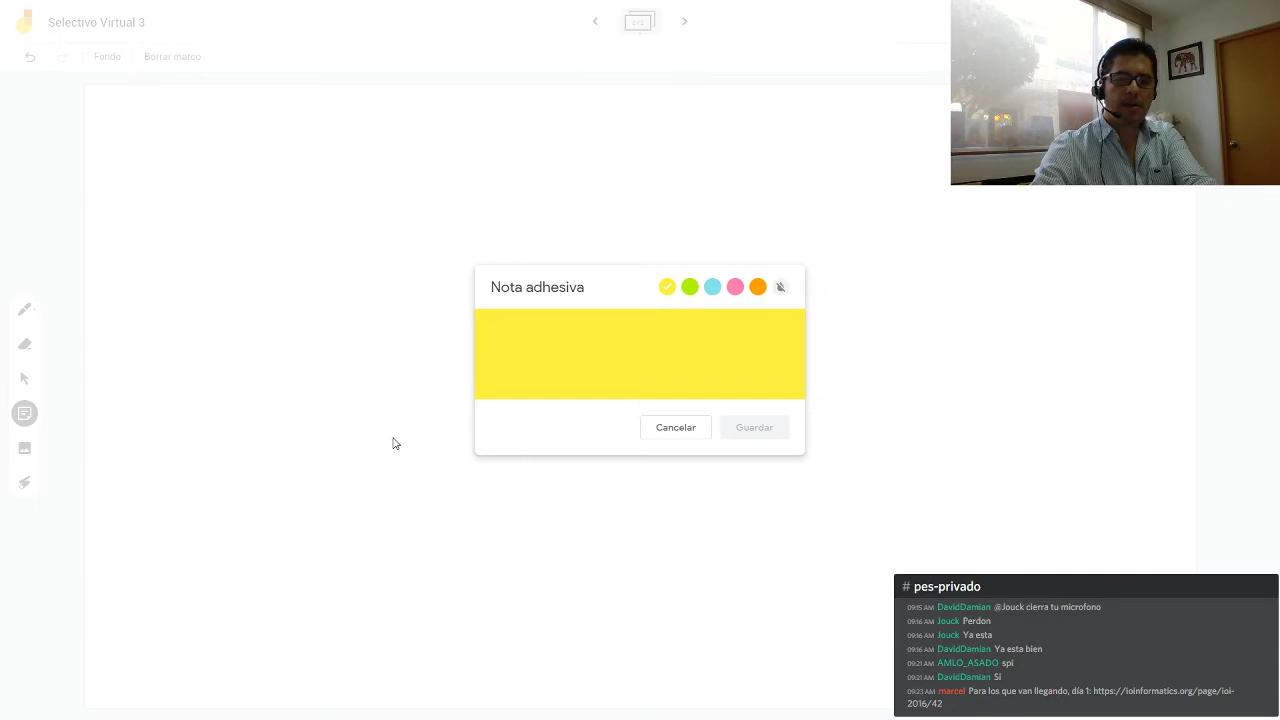 Selectivo Virtual 3
Fondo
Borrar marco
Nota adhesiva
Cancelar
Guardar
# pes-privado
09:15 AM DavidDamian @Jouck cierra tu microfono
09:16 AM Jouck Perdon
09:16 AM Jouck Ya esta
09:16 AM DavidDamian Ya esta bien
09:21 AM AMLO_ASADO spi
09:21 AM DavidDamian Si
09:23 AM marcel Para los que van llegando, día 1: https://ioinformatics.org/page/ioi-
2016/42